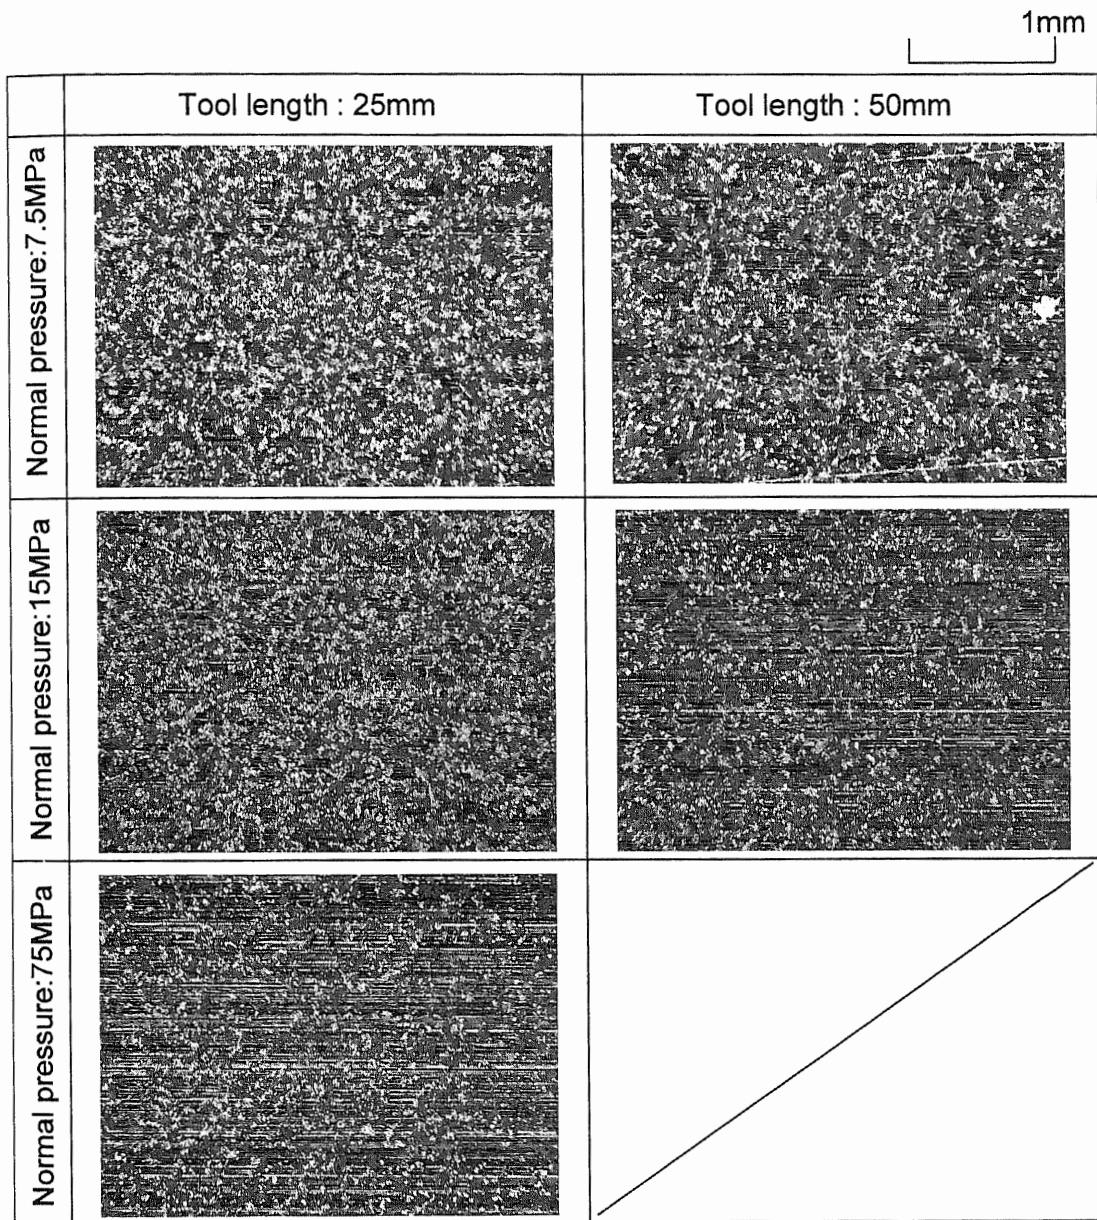 1mm
Tool length : 25mm
Tool length : 50mm
Normal pressure:7.5MPa
Normal pressure:15MPa
Normal pressure:75MPa